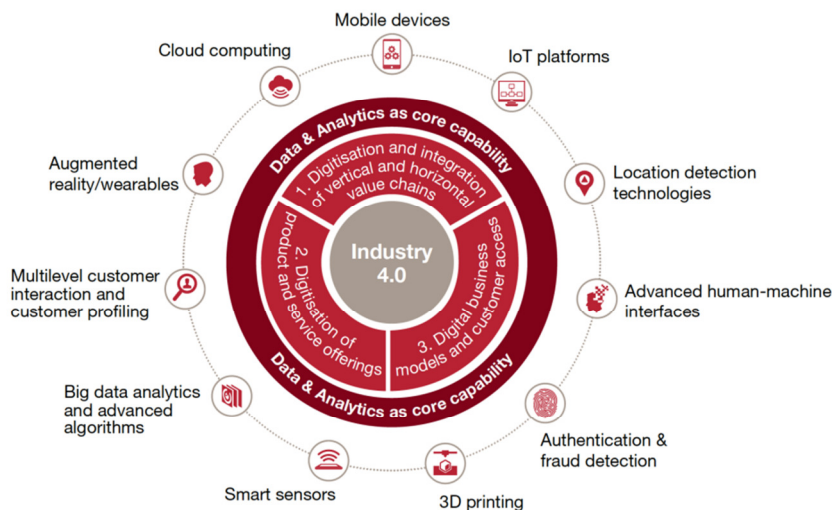 Mobile devices
Cloud computing
IoT platforms
Augmented
reality/wearables
Location detection
technologies
Multilevel customer
interaction and
customer profiling
Advanced human-machine
interfaces
Big data analytics
and advanced
algorithms
Authentication &
fraud detection
Smart sensors
3D printing
Data & Analytics as core capability
1. Digitisation and integration
of vertical and horizontal
value chains
2. Digitisation of
product and service offerings
3. Digital business
models and customer access
Industry
4.0
Data & Analytics as core capability